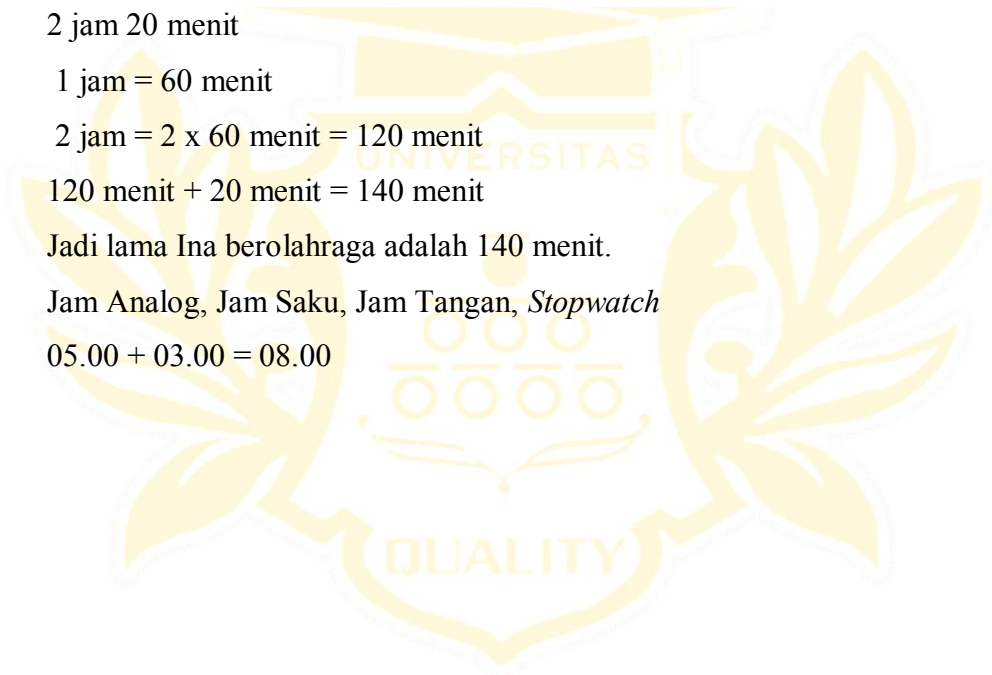 2 jam 20 menit
1 jam = 60 menit
2 jam = 2 x 60 menit = 120 menit
UNIVERSITAS
120 menit + 20 menit = 140 menit
Jadi lama Ina berolahraga adalah 140 menit.
Jam Analog, Jam Saku, Jam Tangan, Stopwatch
05.00 + 03.00 = 08.00
QUALITY